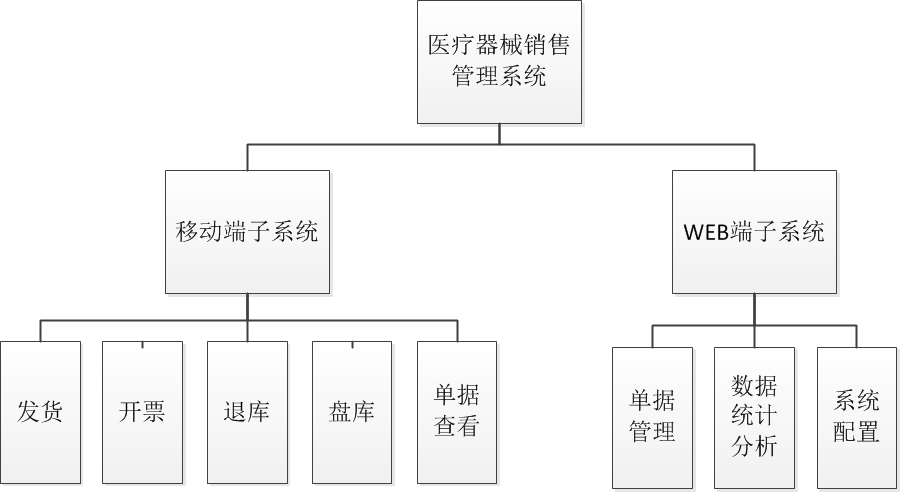 医疗器械销售
管理系统
移动端子系统
WEB端子系统
发货
开票
退库
盘库
单据
查看
单据
管理
数据
统计
分析
系统
配置